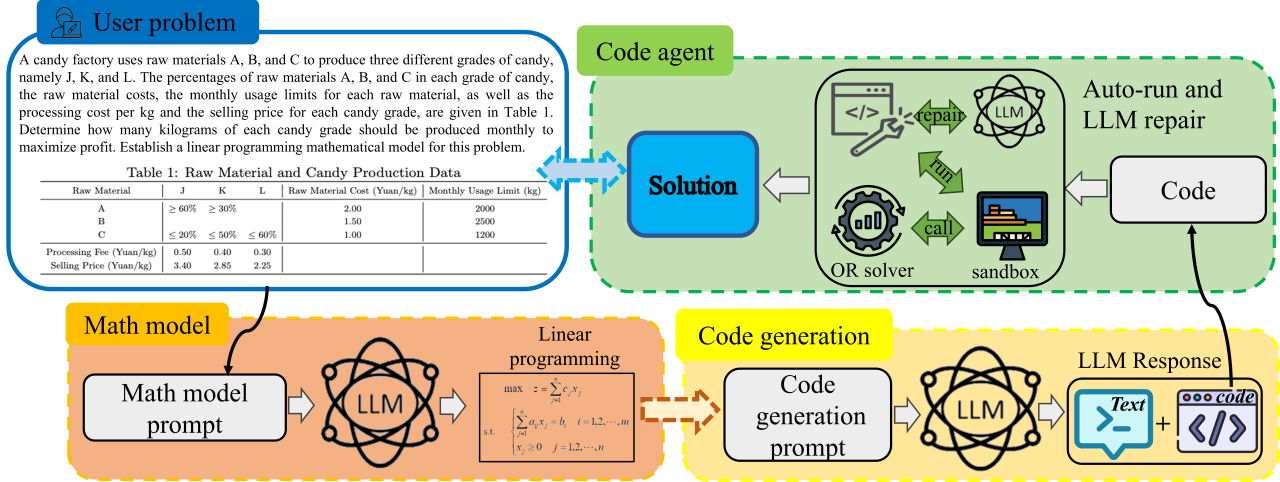 User problem
A candy factory uses raw materials A, B, and C to produce three different grades of candy,
namely J, K, and L. The percentages of raw materials A, B, and C in each grade of candy,
the raw material costs, the monthly usage limits for each raw material, as well as the
processing cost per kg and the selling price for each candy grade, are given in Table 1.
Determine how many kilograms of each candy grade should be produced monthly to
maximize profit. Establish a linear programming mathematical model for this problem.
Table 1: Raw Material and Candy Production Data
Raw Material J K L Raw Material Cost (Yuan/kg) Monthly Usage Limit (kg)
A ≥ 60% ≥ 30% 2.00 2000
B 1.50 2500
C ≤ 20% ≤ 50% ≤ 60% 1.00 1200
Processing Fee (Yuan/kg) 0.50 0.40 0.30
Selling Price (Yuan/kg) 3.40 2.85 2.25
Code agent
Solution
</>
repair
LLM
run
call
OR solver
sandbox
Auto-run and
LLM repair
Code
Math model
Math model
prompt
LLM
Linear
programming
max z = ∑_{j=1}^{n} c_j x_j
s.t. { ∑_{j=1}^{n} a_{ij} x_j = b_i i = 1,2,⋯,m
x_j ≥ 0 j = 1,2,⋯,n
Code generation
Code
generation
prompt
LLM
LLM Response
Text
+
code
</>